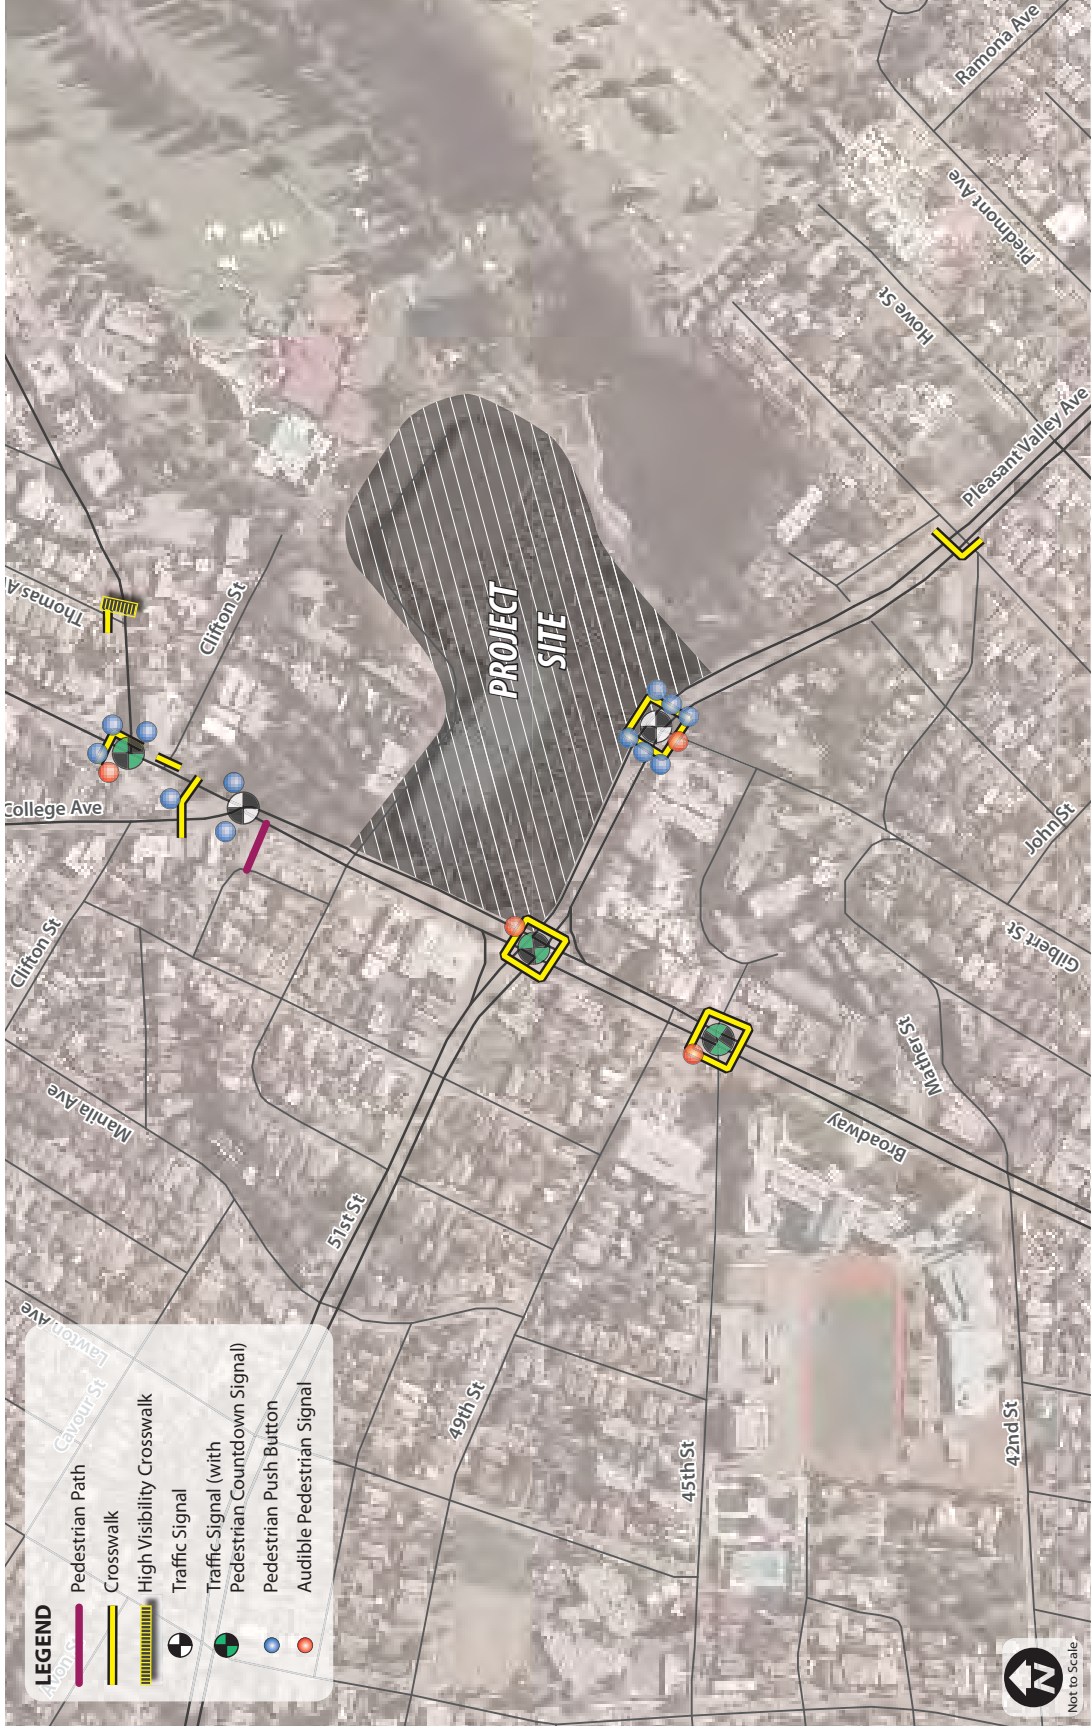 LEGEND
Pedestrian Path
Crosswalk
High Visibility Crosswalk
Traffic Signal
Traffic Signal (with
Pedestrian Countdown Signal)
Pedestrian Push Button
Audible Pedestrian Signal
Lawton Ave
Cavour St
Manila Ave
Clifton St
College Ave
Clifton St
51st St
49th St
45th St
42nd St
Broadway
Mather St
Gilbert St
John St
PROJECT
SITE
Pleasant Valley Ave
Howe St
Piedmont Ave
Ramona Ave
N
Not to Scale